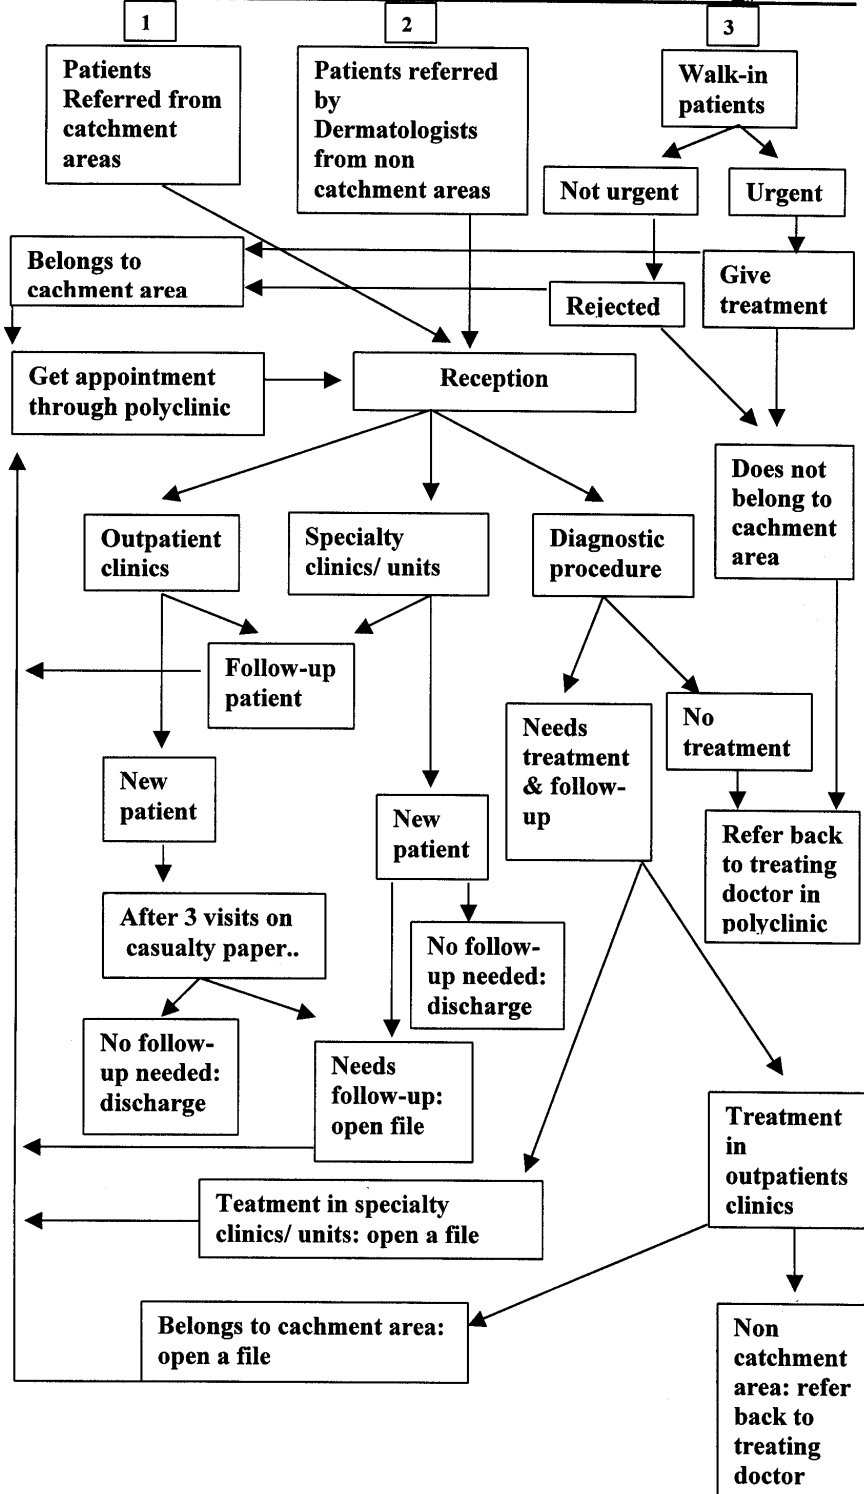 1
2
3
Patients
Referred from
catchment
areas
Patients referred
by
Dermatologists
from non
catchment areas
Walk-in
patients
Not urgent
Urgent
Belongs to
cachment area
Give
treatment
Rejected
Get appointment
through polyclinic
Reception
Does not
belong to
cachment
area
Outpatient
clinics
Specialty
clinics/ units
Diagnostic
procedure
Follow-up
patient
Needs
treatment
& follow-
up
No
treatment
New
patient
New
patient
Refer back
to treating
doctor in
polyclinic
After 3 visits on
casualty paper..
No follow-
up needed:
discharge
No follow-
up needed:
discharge
Needs
follow-up:
open file
Treatment
in
outpatients
clinics
Teatment in specialty
clinics/ units: open a file
Belongs to cachment area:
open a file
Non
catchment
area: refer
back to
treating
doctor